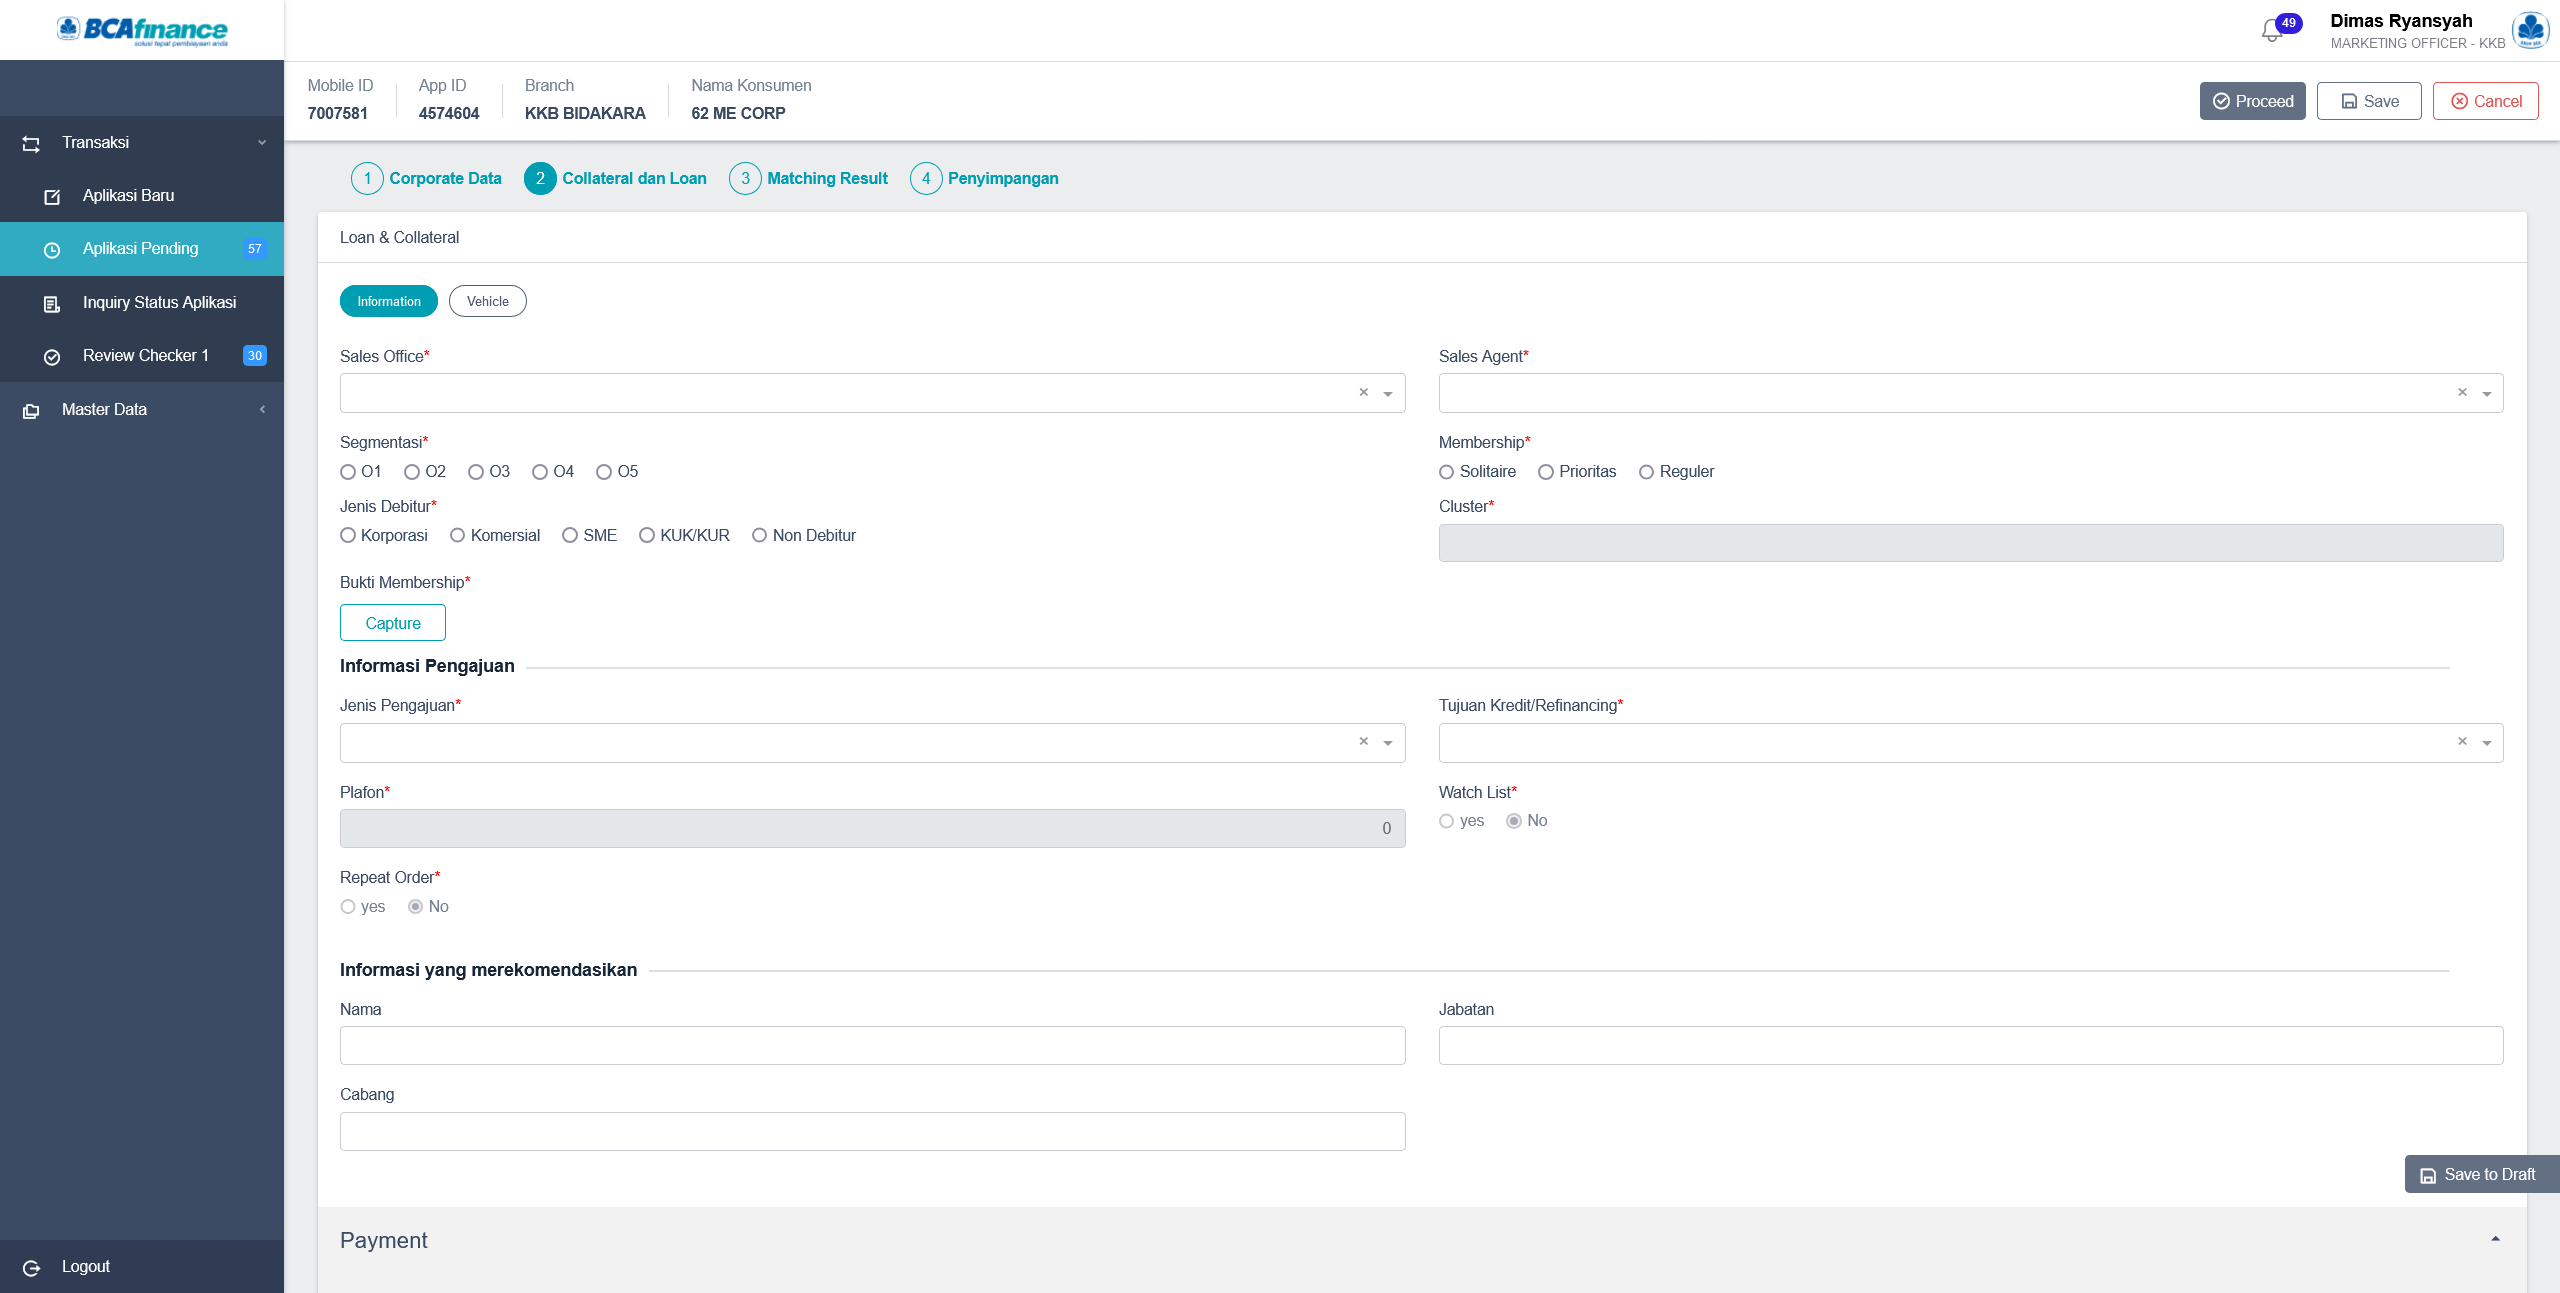 BCAfinance
solusi tepat pembiayaan anda
49
Dimas Ryansyah
MARKETING OFFICER - KKB
Mobile ID
7007581
App ID
4574604
Branch
KKB BIDAKARA
Nama Konsumen
62 ME CORP
Proceed
Save
Cancel
Transaksi
Aplikasi Baru
Aplikasi Pending 57
Inquiry Status Aplikasi
Review Checker 1 30
Master Data
Logout
1 Corporate Data 2 Collateral dan Loan 3 Matching Result 4 Penyimpangan
Loan & Collateral
Information Vehicle
Sales Office*
Sales Agent*
Segmentasi*
O1 O2 O3 O4 O5
Membership*
Solitaire Prioritas Reguler
Jenis Debitur*
Korporasi Komersial SME KUK/KUR Non Debitur
Cluster*
Bukti Membership*
Capture
Informasi Pengajuan
Jenis Pengajuan*
Tujuan Kredit/Refinancing*
Plafon*
0
Watch List*
yes No
Repeat Order*
yes No
Informasi yang merekomendasikan
Nama
Jabatan
Cabang
Save to Draft
Payment